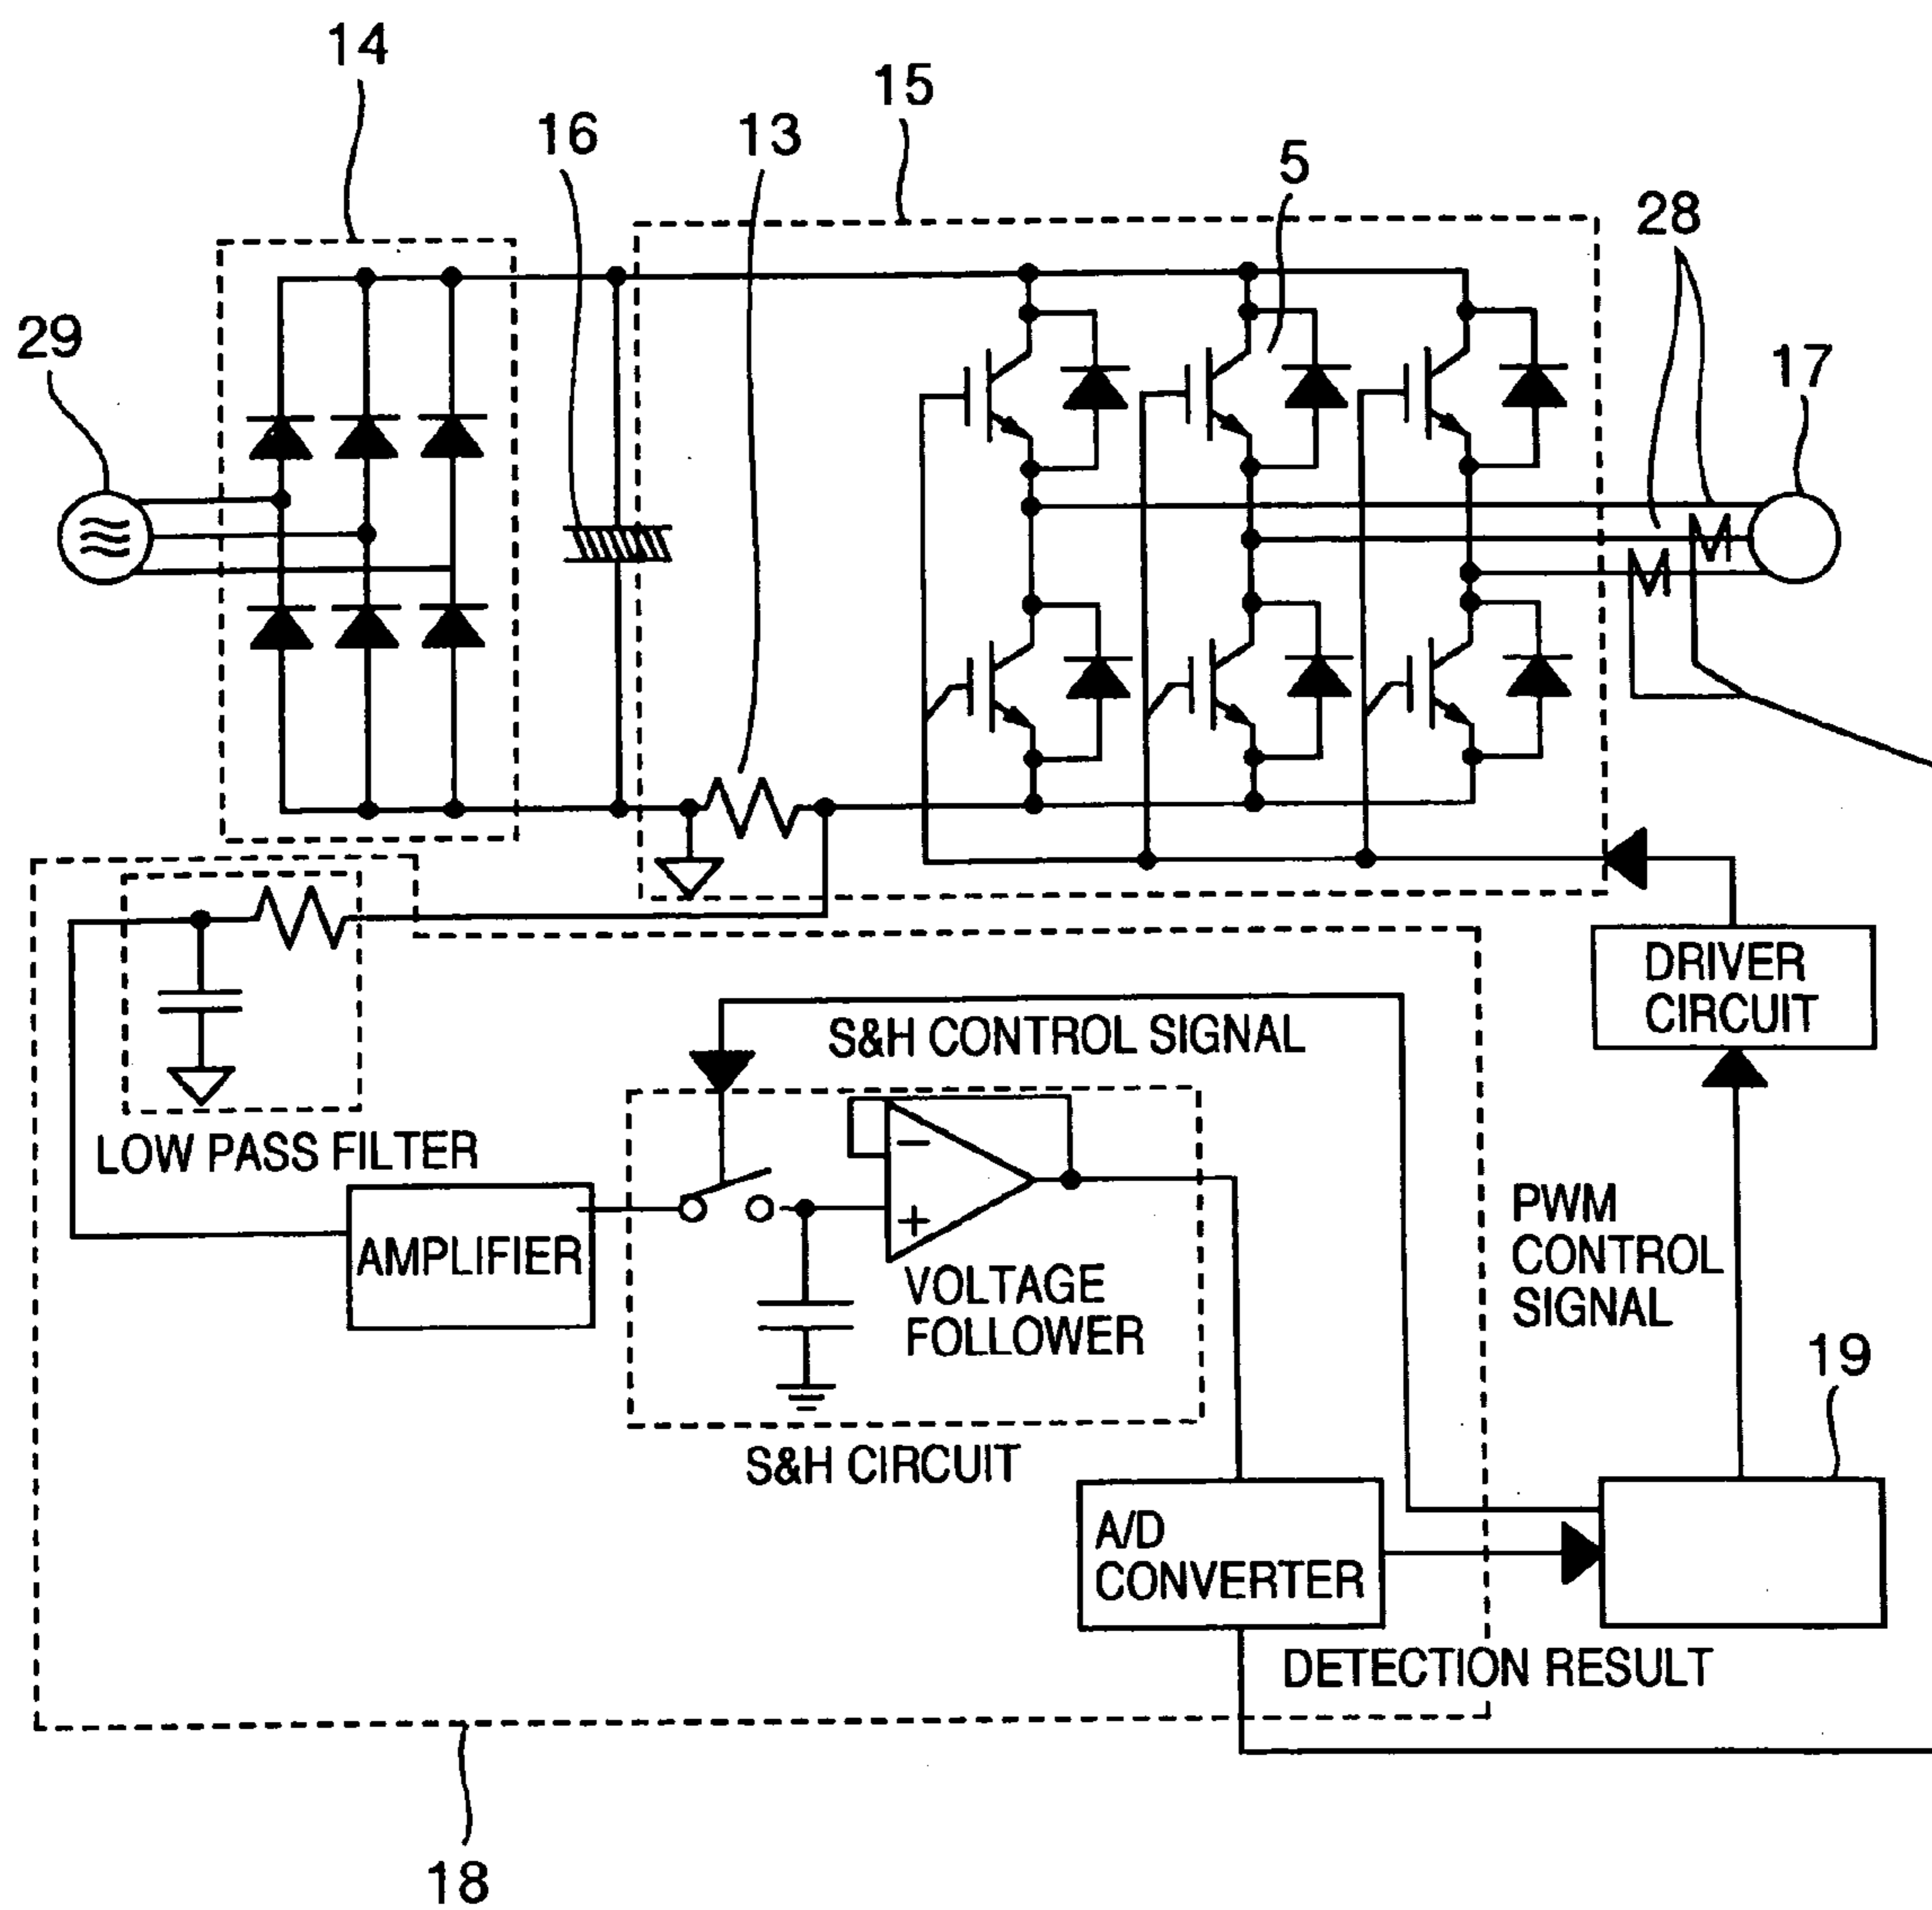 14
15
16
13
5
28
29
17
DRIVER
CIRCUIT
S&H CONTROL SIGNAL
LOW PASS FILTER
−
+
AMPLIFIER
VOLTAGE
FOLLOWER
PWM
CONTROL
SIGNAL
19
S&H CIRCUIT
A/D
CONVERTER
DETECTION RESULT
18